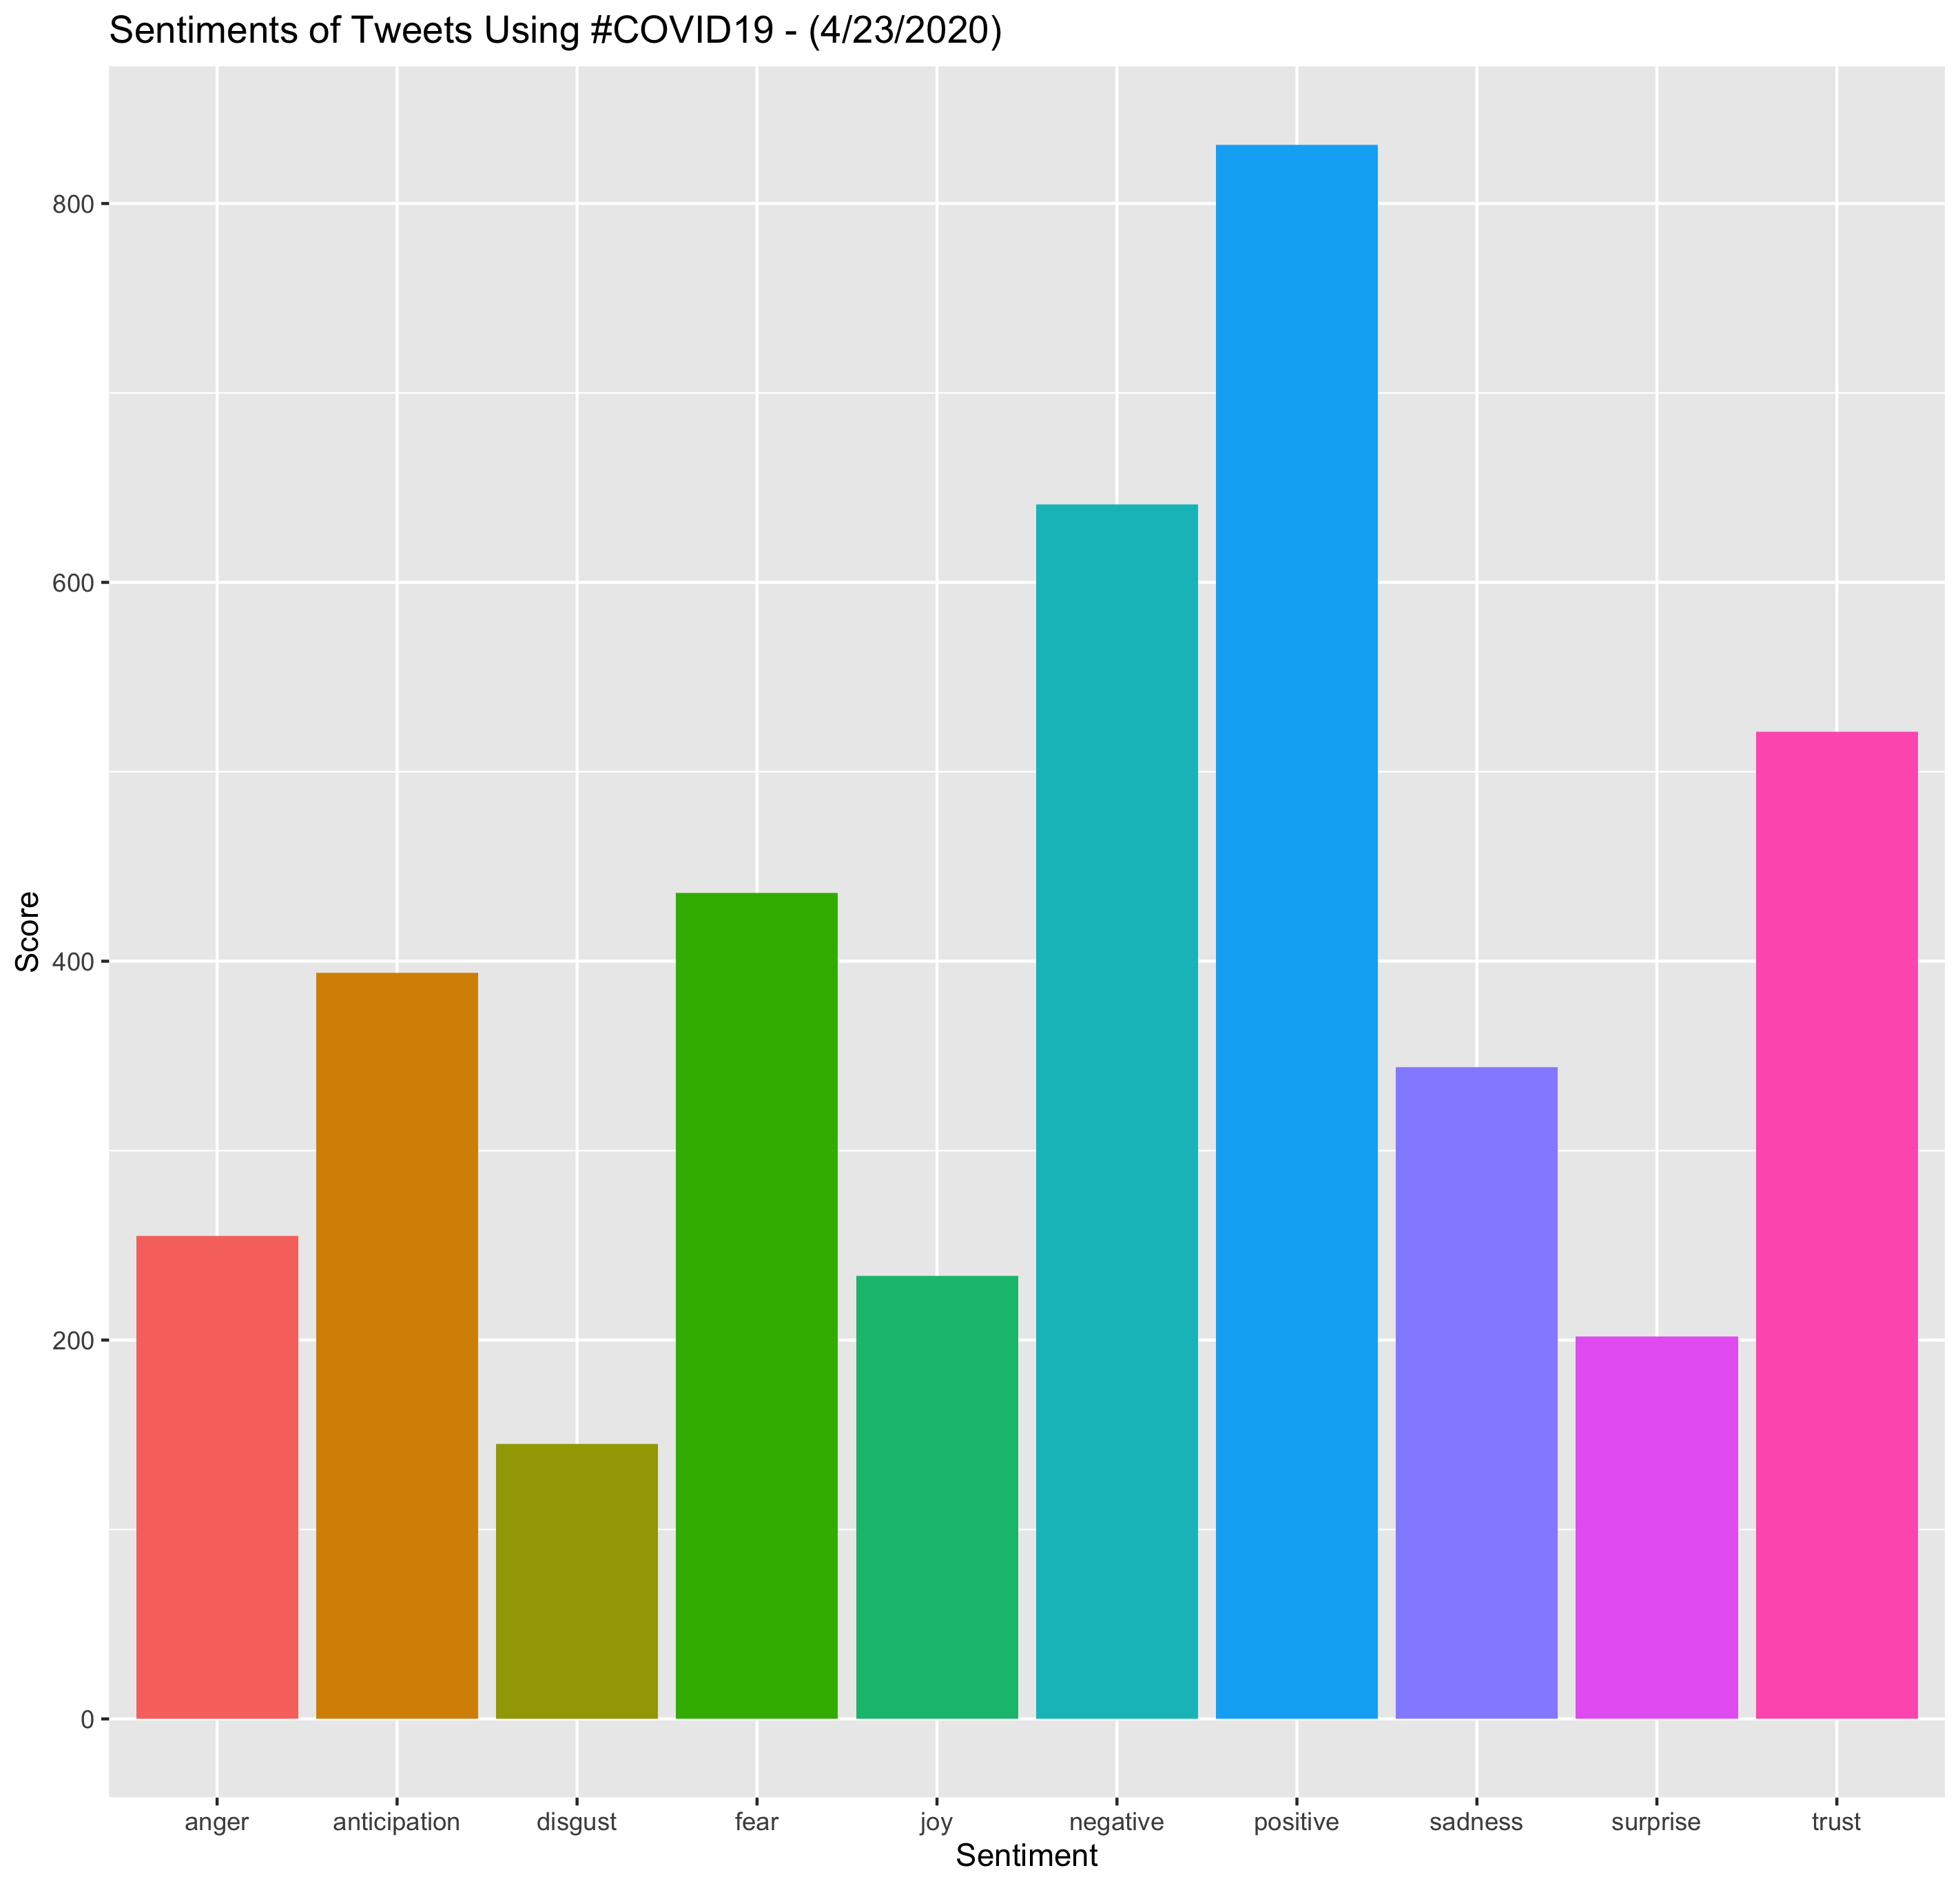 Sentiments of Tweets Using #COVID19 - (4/23/2020)
800
600
400
200
0
Score
anger anticipation disgust fear joy negative positive sadness surprise trust
Sentiment